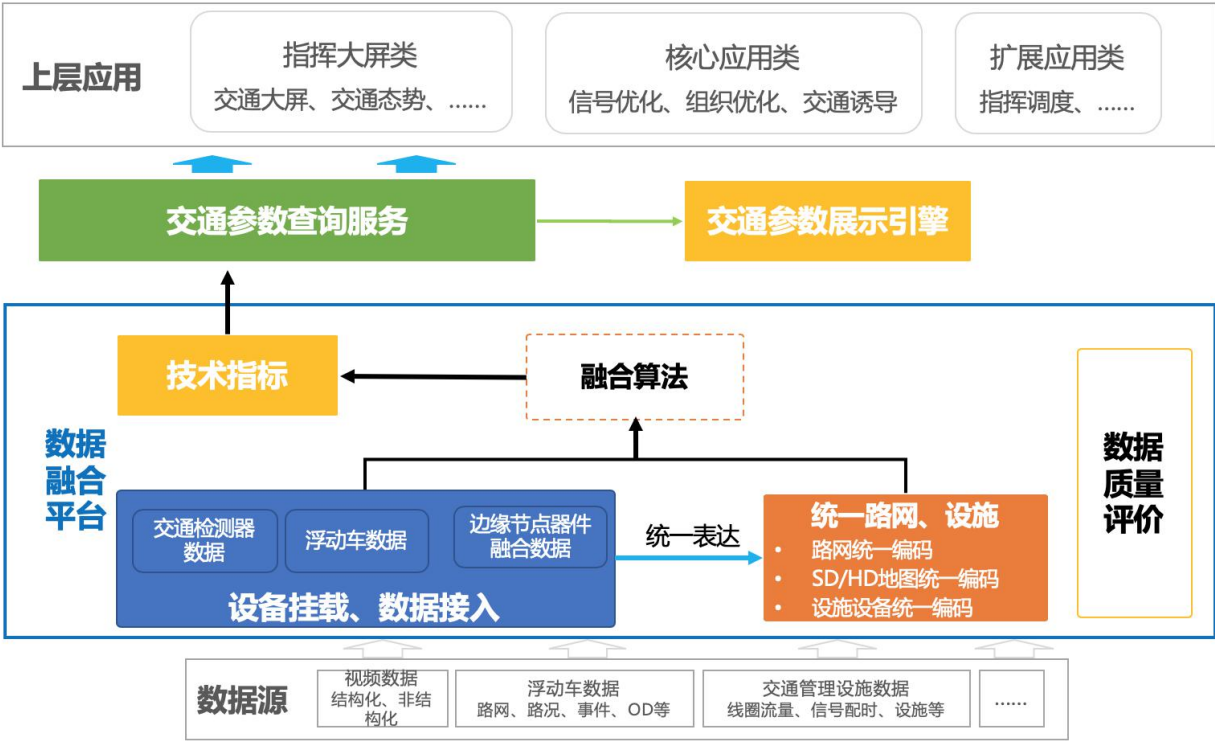 上层应用
指挥大屏类
交通大屏、交通态势、……
核心应用类
信号优化、组织优化、交通诱导
扩展应用类
指挥调度、……
交通参数查询服务
交通参数展示引擎
技术指标
融合算法
数据
融合
平台
数据
质量
评价
交通检测器
数据
浮动车数据
边缘节点器件
融合数据
设备挂载、数据接入
统一表达
统一路网、设施
• 路网统一编码
• SD/HD地图统一编码
• 设施设备统一编码
数据源
视频数据
结构化、非结
构化
浮动车数据
路网、路况、事件、OD等
交通管理设施数据
线圈流量、信号配时、设施等
……